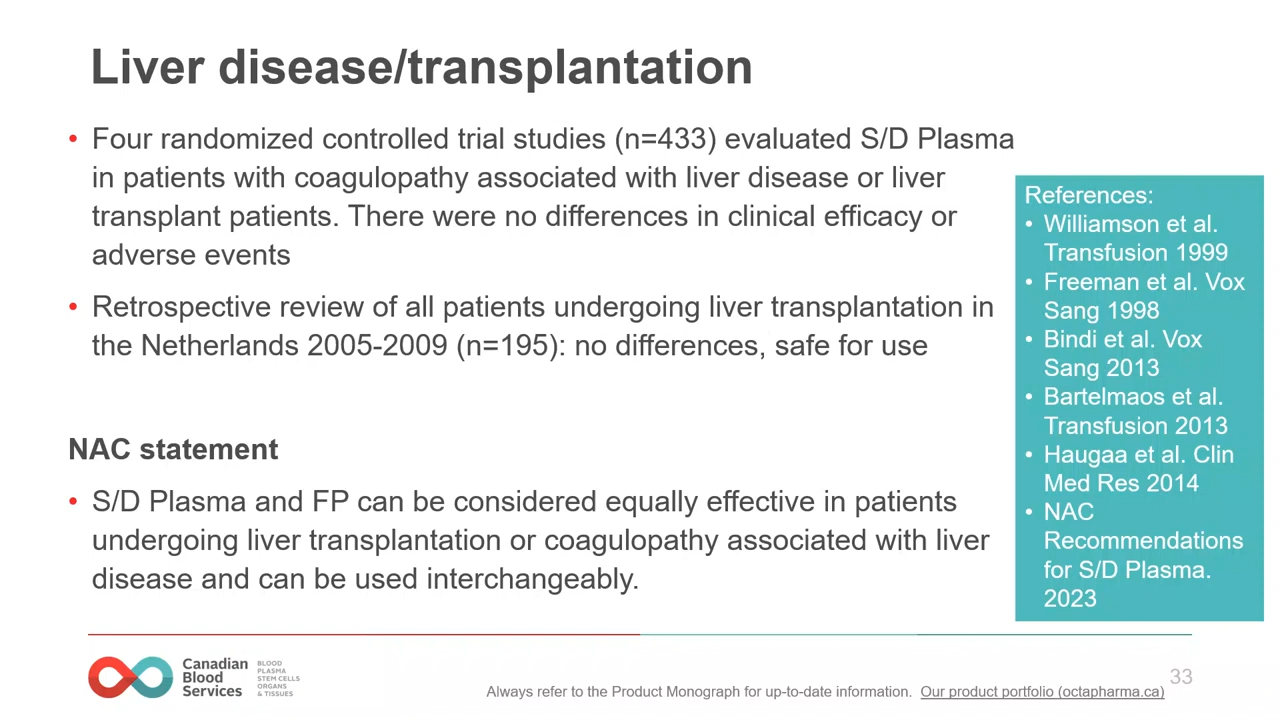 Liver disease/transplantation
• Four randomized controlled trial studies (n=433) evaluated S/D Plasma
in patients with coagulopathy associated with liver disease or liver
transplant patients. There were no differences in clinical efficacy or
adverse events
• Retrospective review of all patients undergoing liver transplantation in
the Netherlands 2005-2009 (n=195): no differences, safe for use
NAC statement
• S/D Plasma and FP can be considered equally effective in patients
undergoing liver transplantation or coagulopathy associated with liver
disease and can be used interchangeably.
References:
• Williamson et al.
Transfusion 1999
• Freeman et al. Vox
Sang 1998
• Bindi et al. Vox
Sang 2013
• Bartelmaos et al.
Transfusion 2013
• Haugaa et al. Clin
Med Res 2014
• NAC
Recommendations
for S/D Plasma.
2023
Canadian
Blood
Services
BLOOD
PLASMA
STEM CELLS
ORGANS
& TISSUES
Always refer to the Product Monograph for up-to-date information. Our product portfolio (octapharma.ca)
33